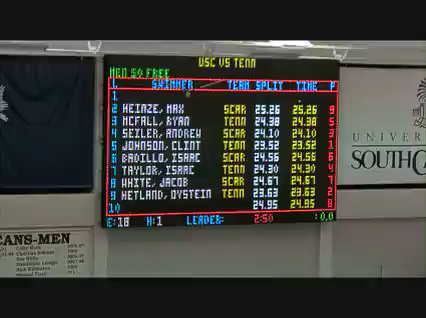 USC VS TENN
MEN 50 FREE
L SWIMMER TEAM SPLIT TIME P
1
2 HEINZE, MAX SCAR 25.26 25.26 9
3 MCFALL, RYAN TENN 24.98 24.98
4 SEILER, ANDREW SCAR 24.10 24.10 3
5 JOHNSON, CLINT TENN 23.52 23.52 1
6 BADILLO, ISAAC SCAR 24.56 24.56
7 TAYLOR, ISAAC TENN 24.30 24.30 4
8 WHITE, JACOB SCAR 24.67 24.67 7
9 HETLAND, OYSTEIN TENN 23.63 23.63 2
10 24.95 24.95 8
E:18 H:1 LEADER: 2:50 :0.0
UNIVER
SOUTH C
CANS-MEN